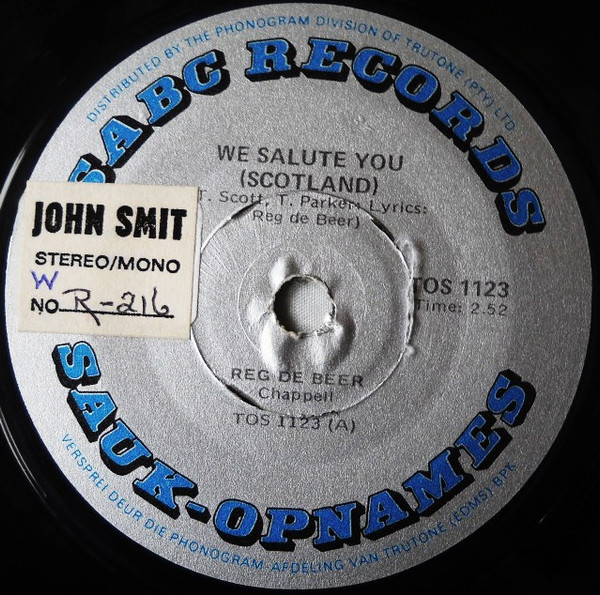 DISTRIBUTED BY THE PHONOGRAM DIVISION OF TRUTONE (PTY) LTD
SABC RECORDS
WE SALUTE YOU
(SCOTLAND)
T. Scott, T. Parker; Lyrics:
Reg de Beer)
JOHN SMIT
STEREO/MONO
W
NO R-216
TOS 1123
Time: 2.52
REG DE BEER
Chappell
TOS 1123 (A)
SAUK-OPNAMES
VERSPREI DEUR DIE PHONOGRAM-AFDELING VAN TRUTONE (EDMS) BPK